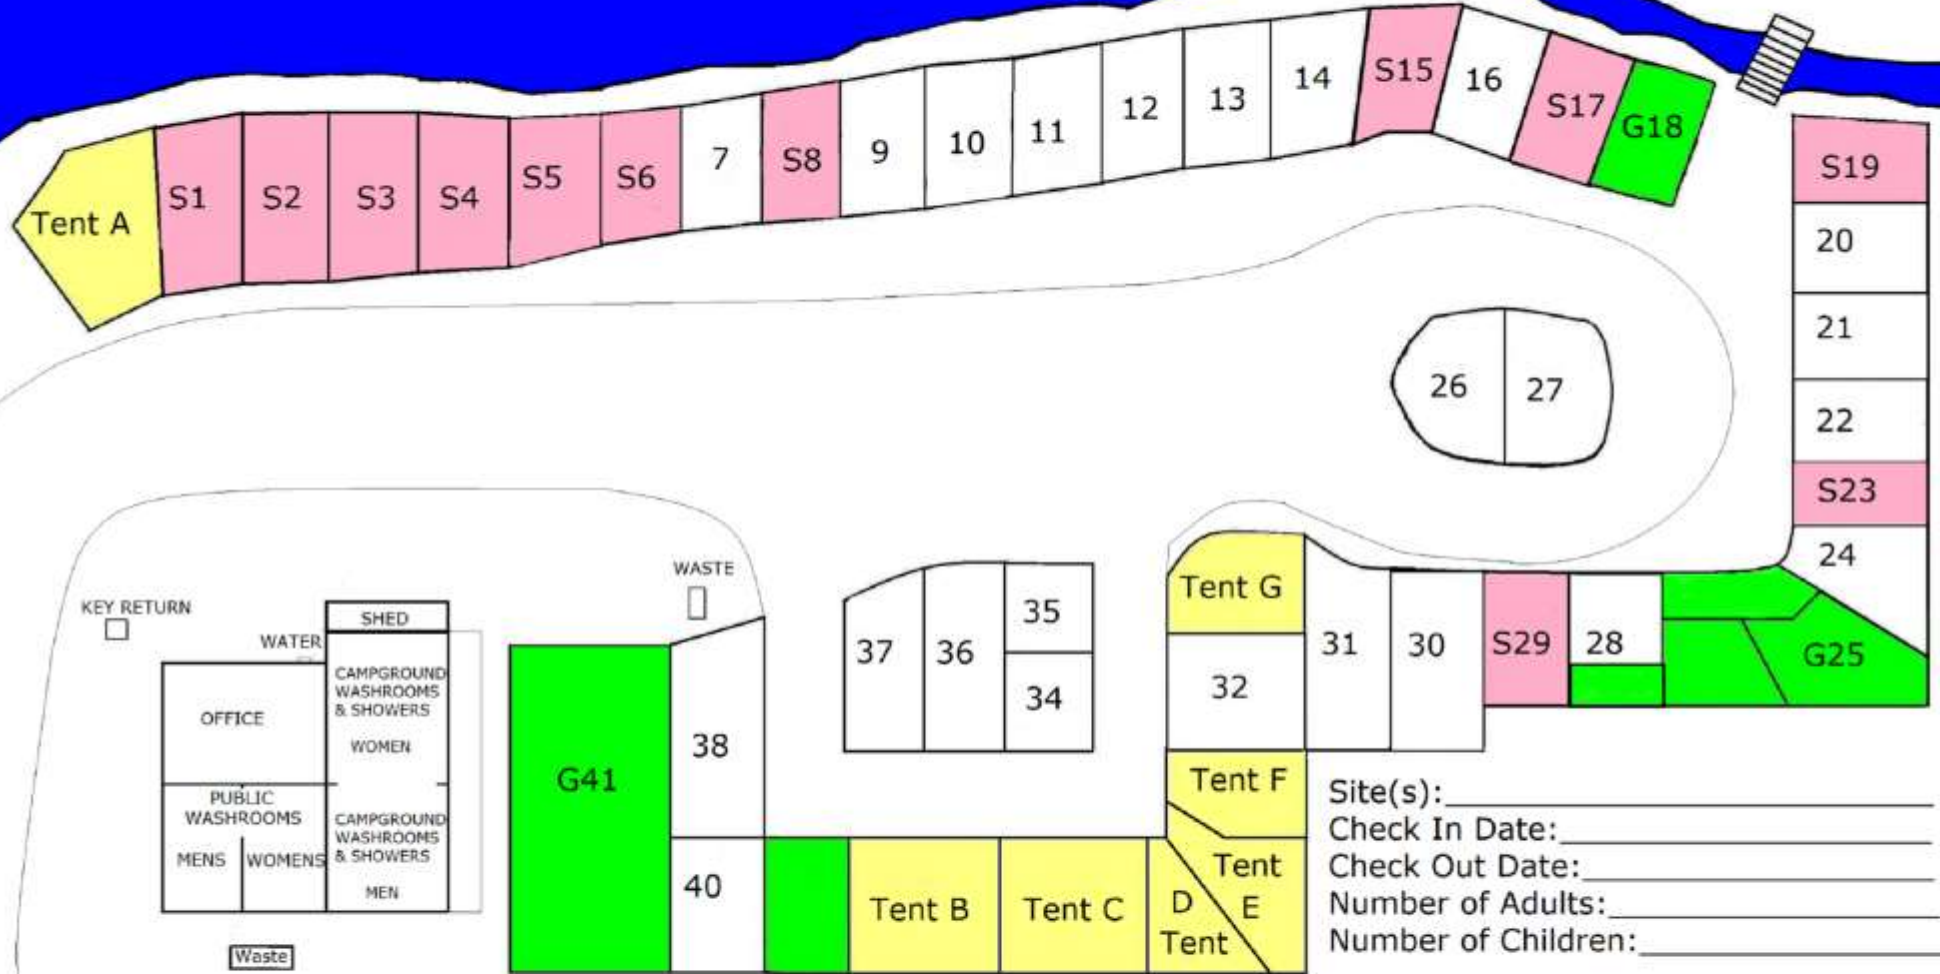 Tent A
S1
S2
S3
S4
S5
S6
7
S8
9
10
11
12
13
14
S15
16
S17
G18
S19
20
21
22
S23
24
G25
26
27
28
S29
30
31
Tent G
32
Tent F
Tent
E
D
Tent
Tent C
Tent B
35
34
36
37
WASTE
38
40
G41
KEY RETURN
WATER
SHED
CAMPGROUND
WASHROOMS
& SHOWERS
WOMEN
OFFICE
PUBLIC
WASHROOMS
MENS
WOMENS
CAMPGROUND
WASHROOMS
& SHOWERS
MEN
Waste
Site(s):
Check In Date:
Check Out Date:
Number of Adults:
Number of Children: